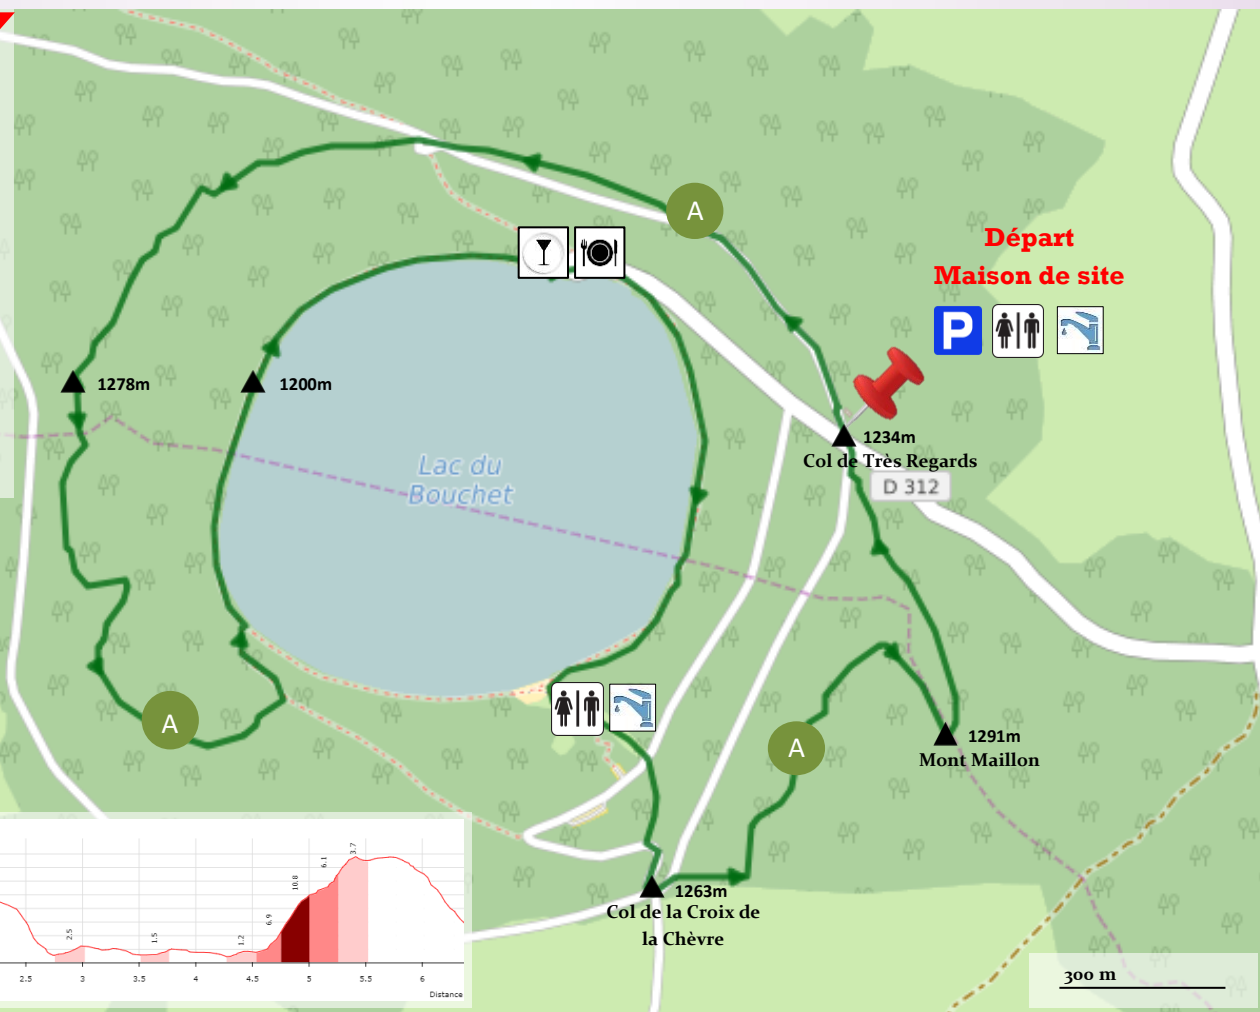 A
Départ
Maison de site
P
1278m
1200m
1234m
Col de Très Regards
Lac du
Bouchet
D 312
A
A
1291m
Mont Maillon
1263m
Col de la Croix de
la Chèvre
2.5
1.5
1.2
6.9
10.8
6.1
3.7
2.5 3 3.5 4 4.5 5 5.5 6
Distance
300 m